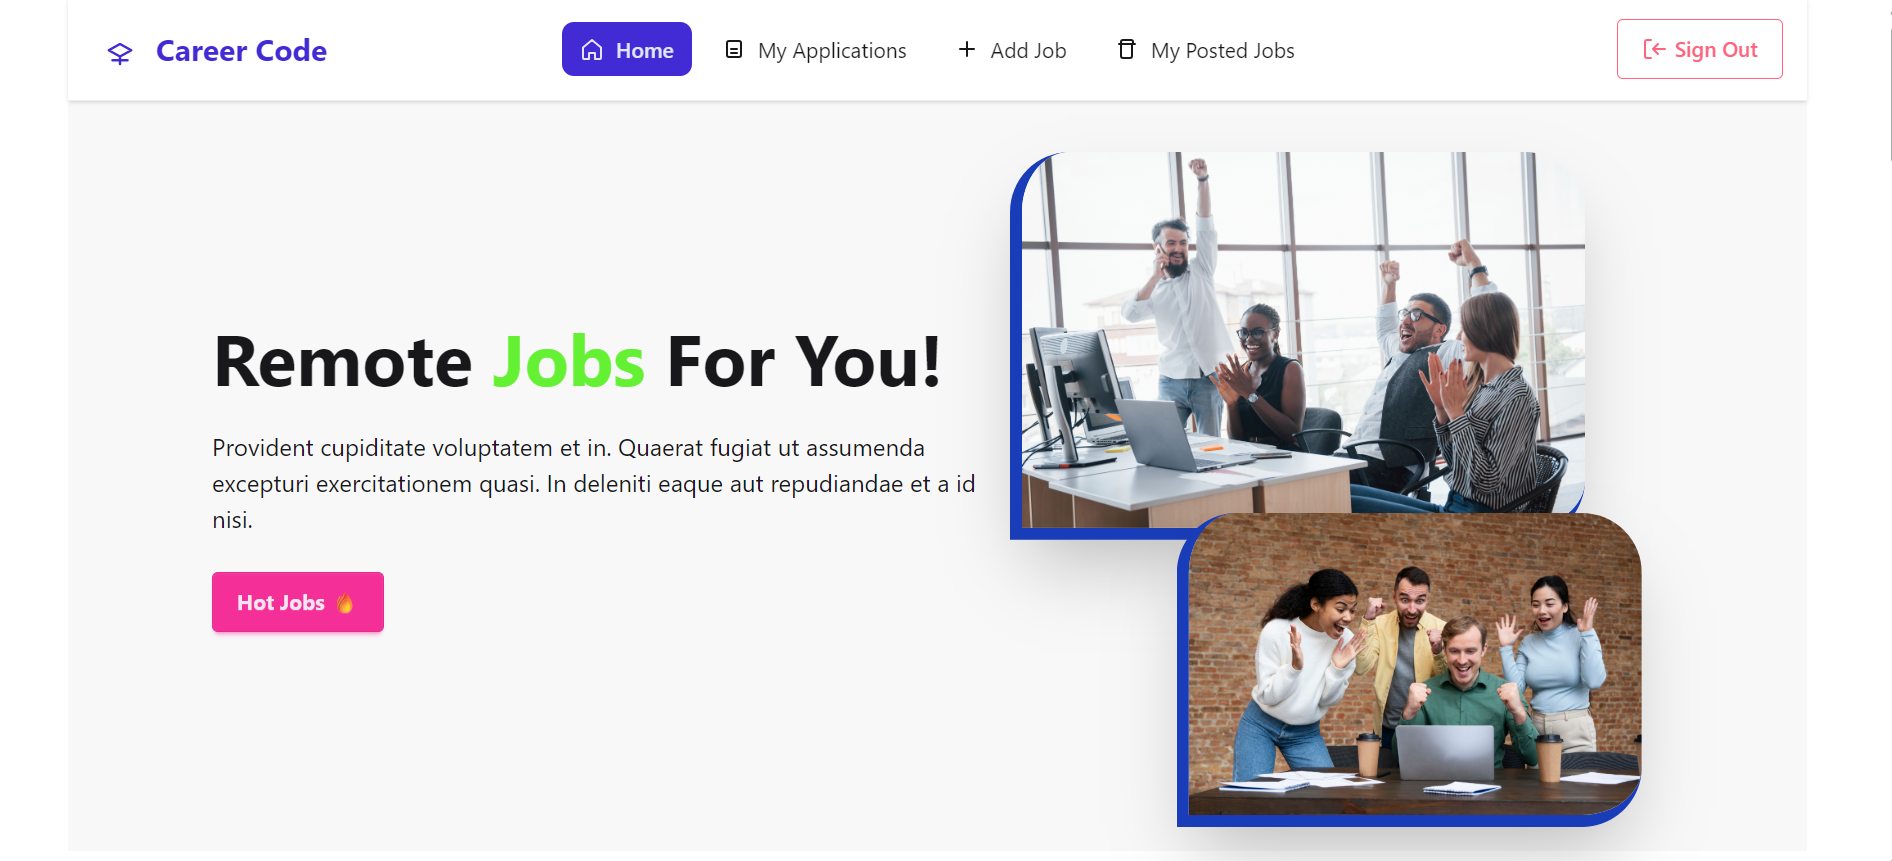 Career Code
Home
My Applications
Add Job
My Posted Jobs
Sign Out
Remote Jobs For You!
Provident cupiditate voluptatem et in. Quaerat fugiat ut assumenda
excepturi exercitationem quasi. In deleniti eaque aut repudiandae et a id
nisi.
Hot Jobs 🔥